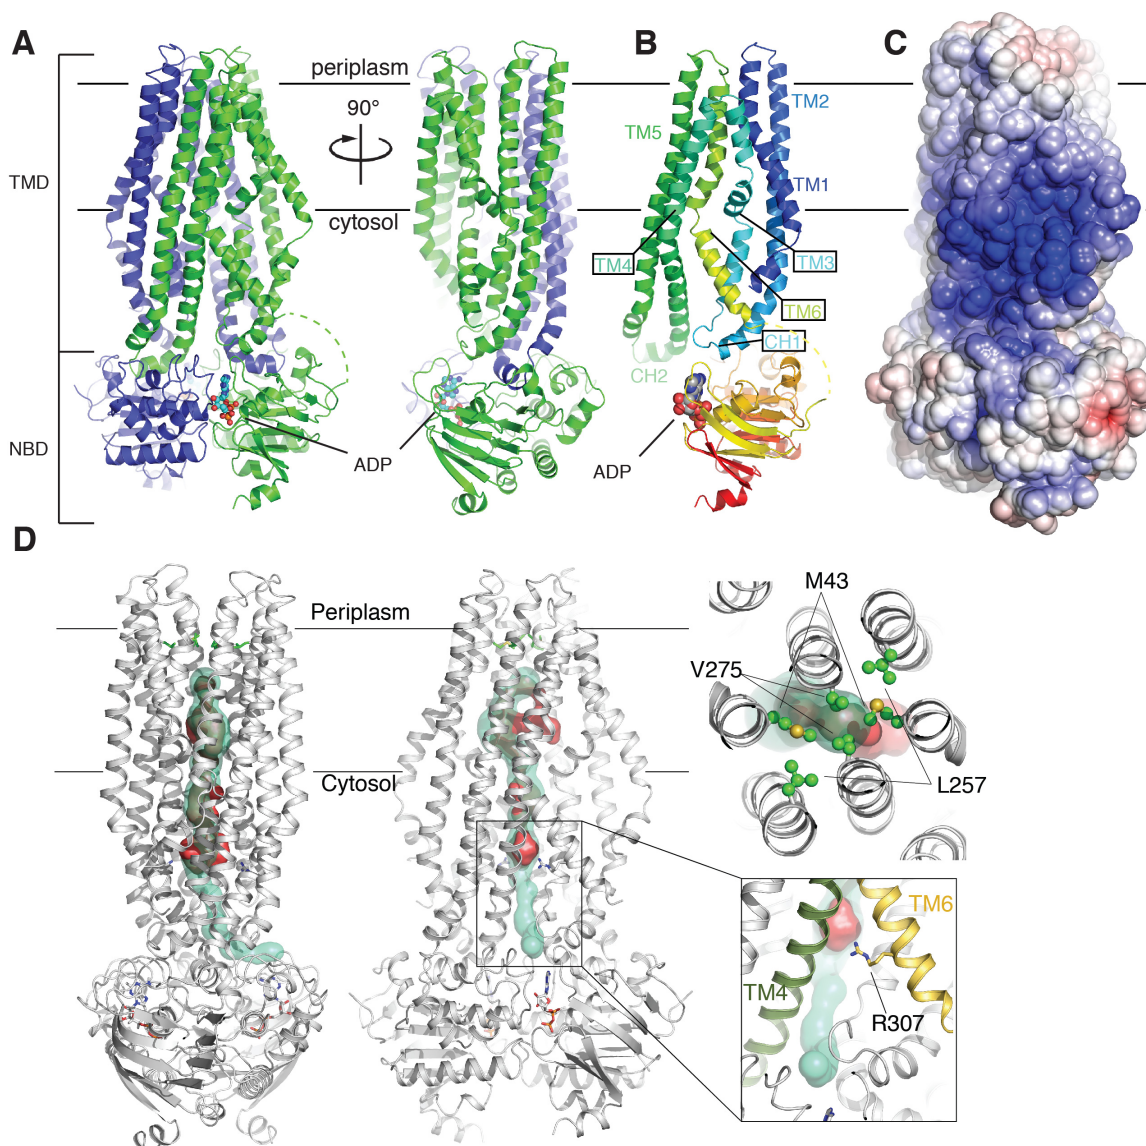 A
B
C
periplasm
90°
cytosol
TMD
NBD
ADP
TM5
TM2
TM1
TM4
TM3
TM6
CH1
CH2
ADP
D
Periplasm
Cytosol
M43
V275
L257
TM6
TM4
R307